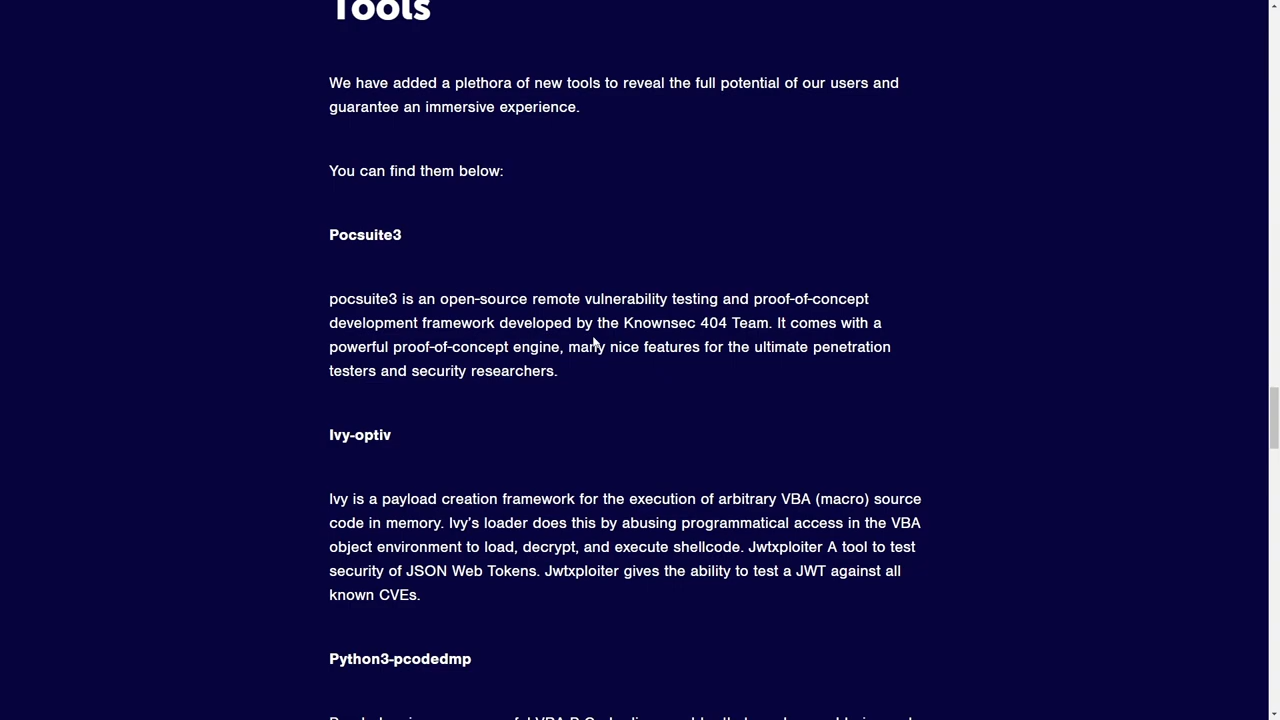 Tools
We have added a plethora of new tools to reveal the full potential of our users and
guarantee an immersive experience.
You can find them below:
Pocsuite3
pocsuite3 is an open-source remote vulnerability testing and proof-of-concept
development framework developed by the Knownsec 404 Team. It comes with a
powerful proof-of-concept engine, many nice features for the ultimate penetration
testers and security researchers.
Ivy-optiv
Ivy is a payload creation framework for the execution of arbitrary VBA (macro) source
code in memory. Ivy’s loader does this by abusing programmatical access in the VBA
object environment to load, decrypt, and execute shellcode. Jwtxploiter A tool to test
security of JSON Web Tokens. Jwtxploiter gives the ability to test a JWT against all
known CVEs.
Python3-pcodedmp